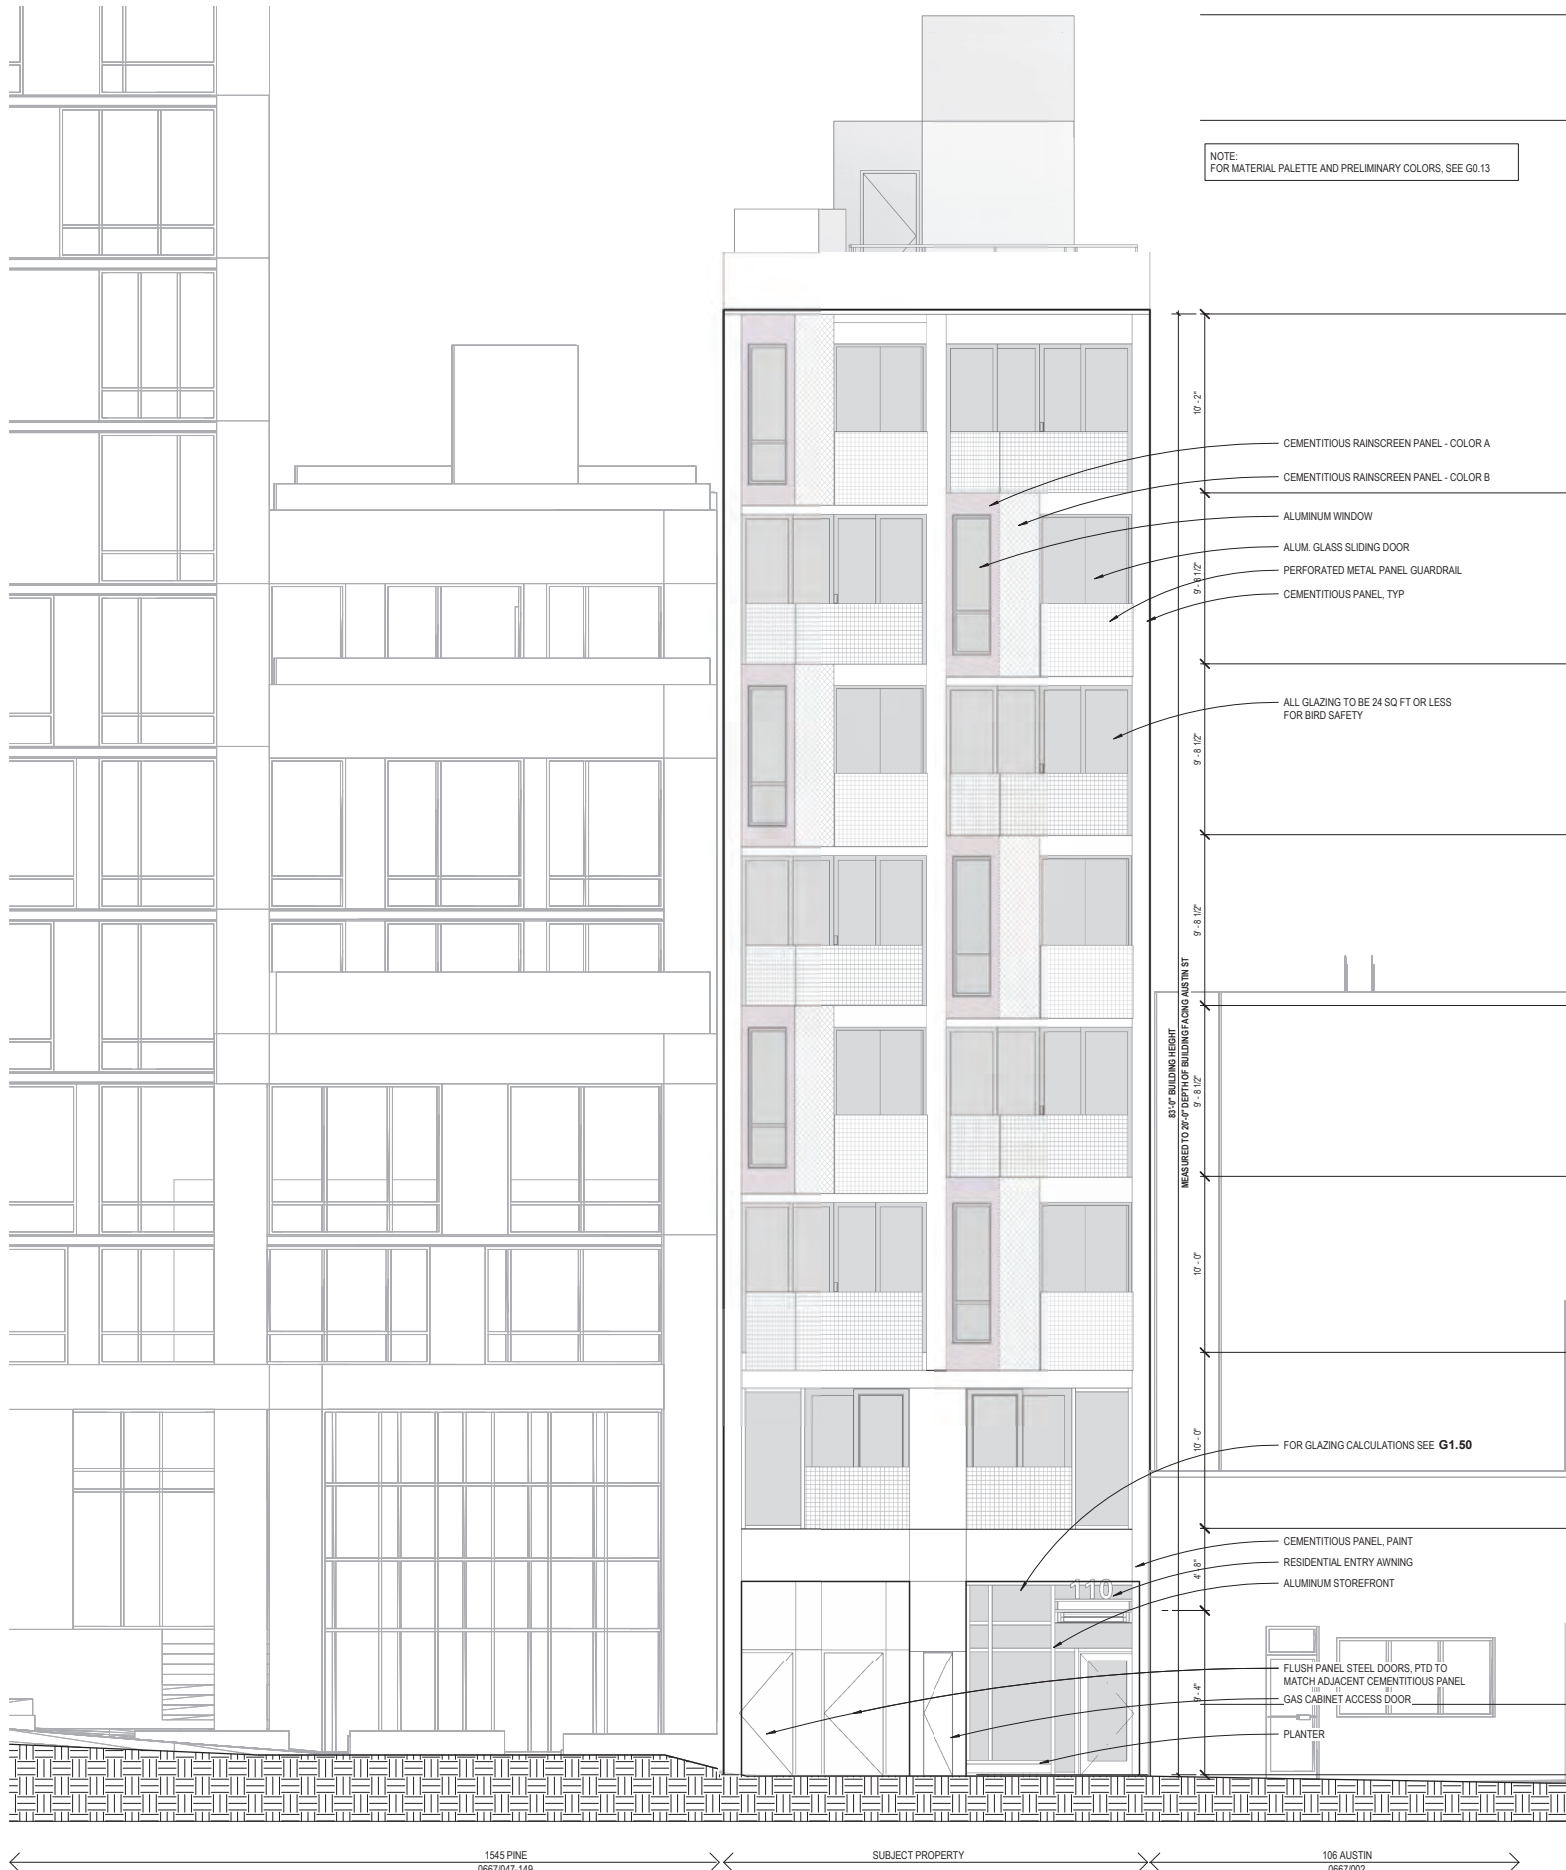 NOTE:
FOR MATERIAL PALETTE AND PRELIMINARY COLORS, SEE G0.13
10' - 2"
CEMENTITIOUS RAINSCREEN PANEL - COLOR A
CEMENTITIOUS RAINSCREEN PANEL - COLOR B
ALUMINUM WINDOW
ALUM. GLASS SLIDING DOOR
PERFORATED METAL PANEL GUARDRAIL
9' - 8 1/2"
CEMENTITIOUS PANEL, TYP
ALL GLAZING TO BE 24 SQ FT OR LESS
FOR BIRD SAFETY
9' - 8 1/2"
9' - 8 1/2"
83'-0" BUILDING HEIGHT
MEASURED TO 20'-0" DEPTH OF BUILDING FACING AUSTIN ST
9' - 8 1/2"
10' - 0"
10' - 0"
FOR GLAZING CALCULATIONS SEE G1.50
CEMENTITIOUS PANEL, PAINT
4' - 8"
RESIDENTIAL ENTRY AWNING
110
ALUMINUM STOREFRONT
FLUSH PANEL STEEL DOORS, PTD TO
MATCH ADJACENT CEMENTITIOUS PANEL
9' - 4"
GAS CABINET ACCESS DOOR
PLANTER
1545 PINE
0667/047-149
SUBJECT PROPERTY
106 AUSTIN
0667/002